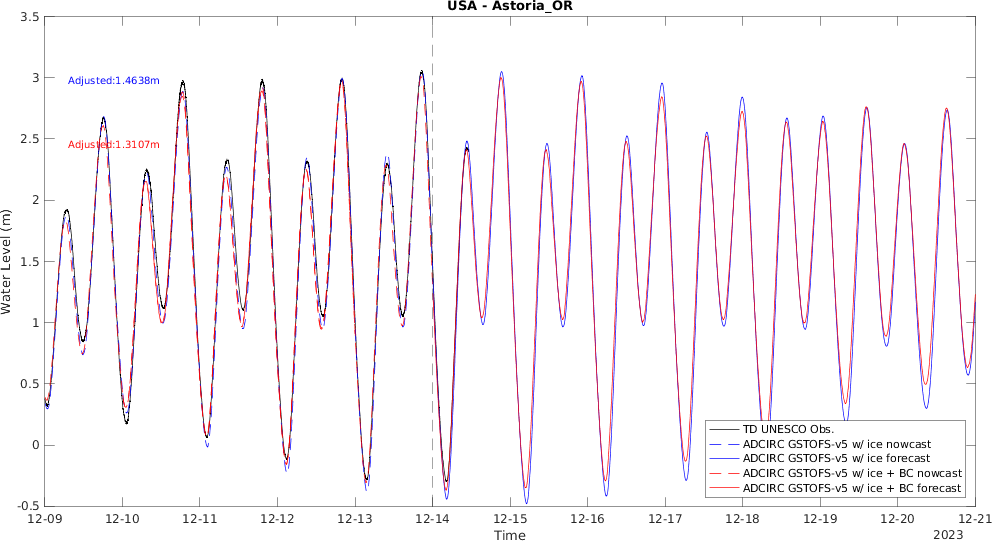 USA - Astoria_OR
3.5
3
2.5
2
1.5
1
0.5
0
-0.5
Water Level (m)
Adjusted:1.4638m
Adjusted:1.3107m
TD UNESCO Obs.
ADCIRC GSTOFS-v5 w/ ice nowcast
ADCIRC GSTOFS-v5 w/ ice forecast
ADCIRC GSTOFS-v5 w/ ice + BC nowcast
ADCIRC GSTOFS-v5 w/ ice + BC forecast
12-09 12-10 12-11 12-12 12-13 12-14 12-15 12-16 12-17 12-18 12-19 12-20 12-21
Time
2023